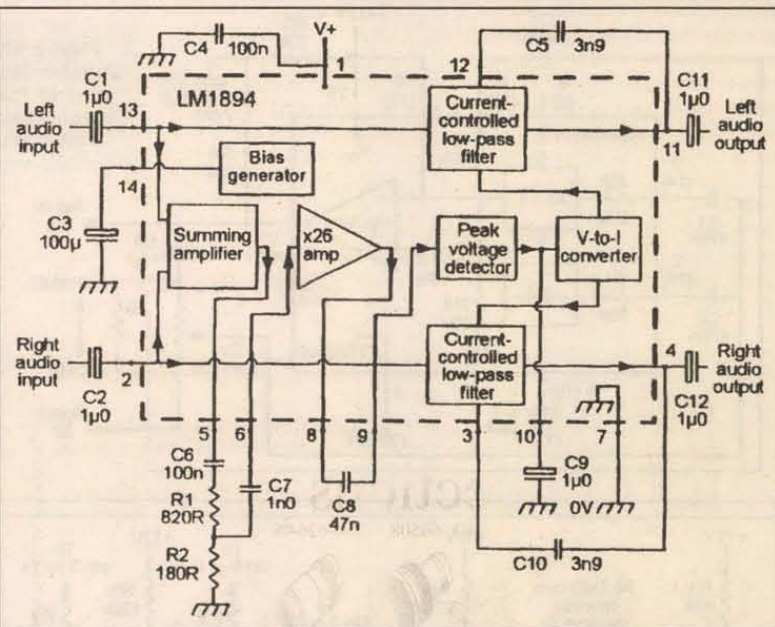 V+
C4
100n
1
12
C5
3n9
C1
1µ0
LM1894
C11
1µ0
Left
audio
input
13
Current-
controlled
low-pass
filter
11
Left
audio
output
14
Bias
generator
C3
100µ
Summing
amplifier
x26
amp
Peak
voltage
detector
V-to-I
converter
Right
audio
input
2
C2
1µ0
Current-
controlled
low-pass
filter
4
Right
audio
output
C12
1µ0
5
6
8
9
3
10
7
C6
100n
C7
1n0
C8
47n
C9
1µ0
0V
R1
820R
R2
180R
C10
3n9